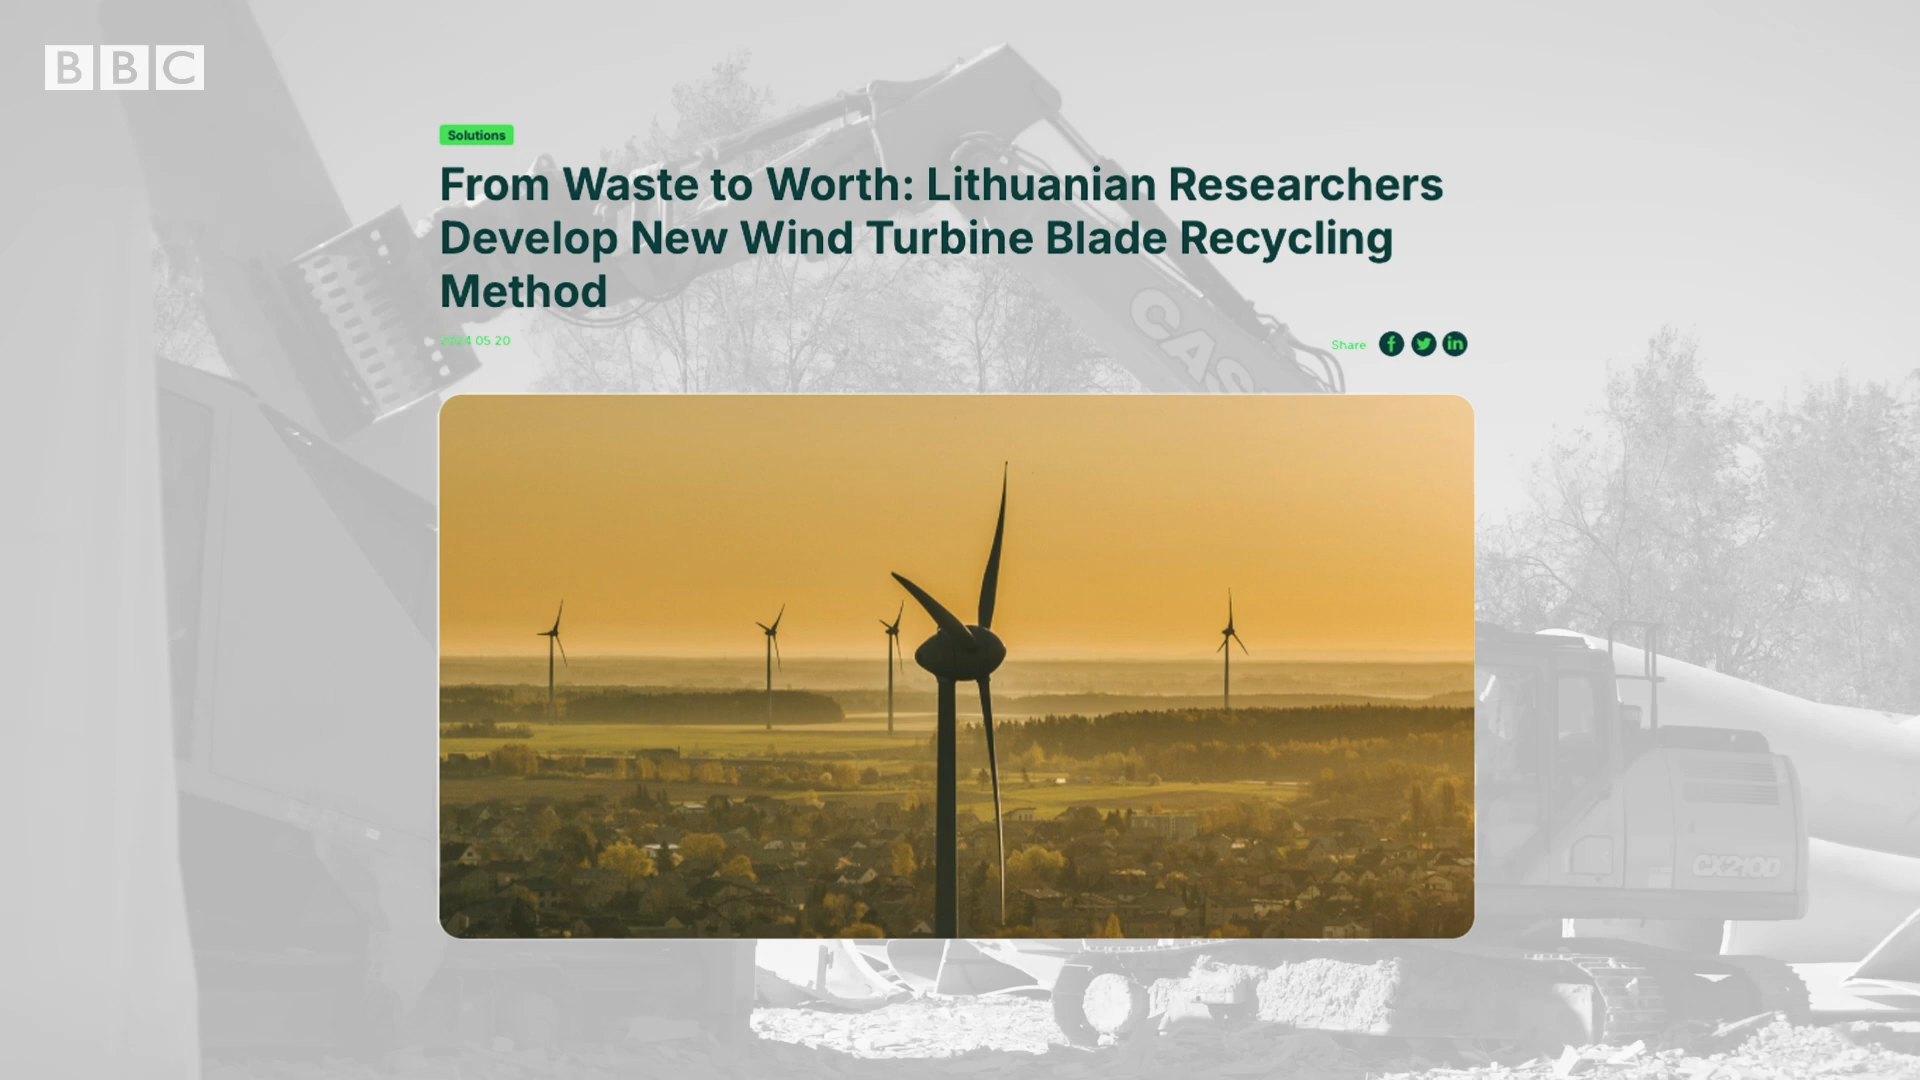 BBC
Solutions
From Waste to Worth: Lithuanian Researchers
Develop New Wind Turbine Blade Recycling
Method
2024 05 20
Share
CASE
CX210D